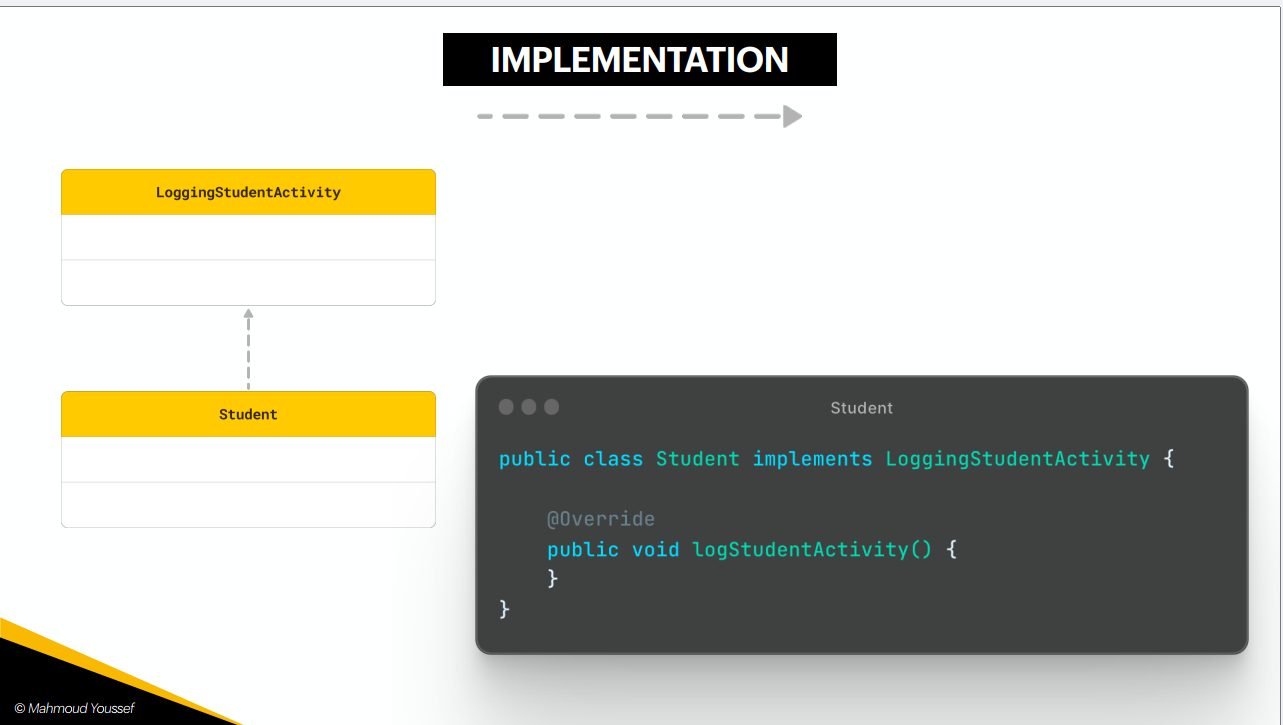 IMPLEMENTATION
LoggingStudentActivity
Student
Student
public class Student implements LoggingStudentActivity {
@Override
public void logStudentActivity() {
}
}
© Mahmoud Youssef